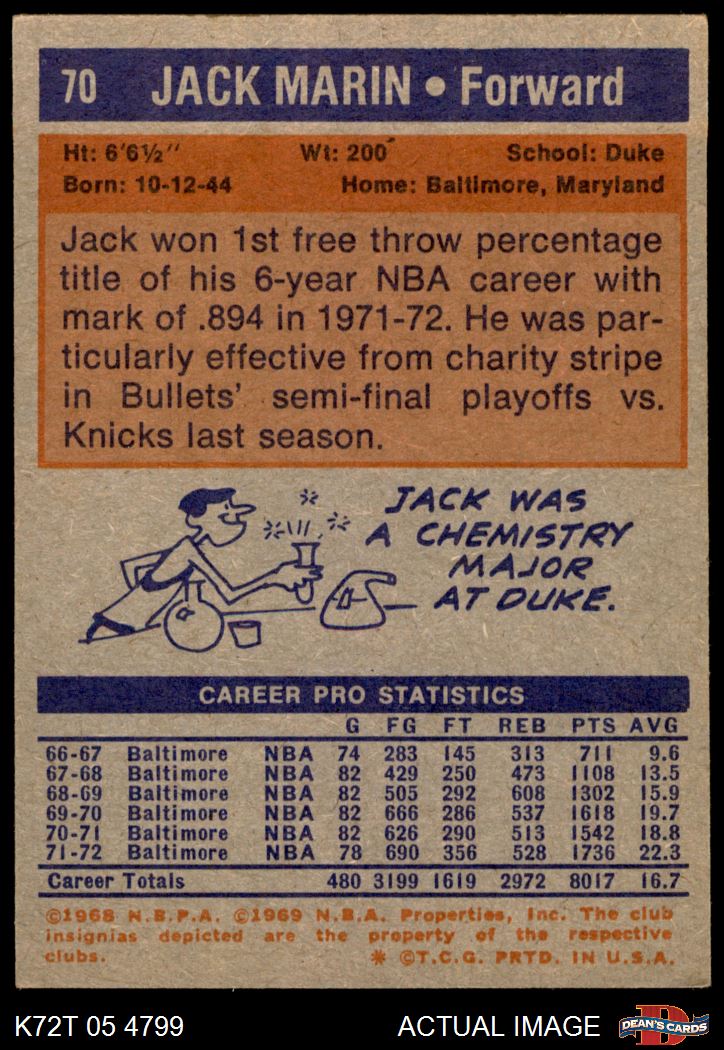 70 JACK MARIN • Forward
Ht: 6'6½" Wt: 200 School: Duke
Born: 10-12-44 Home: Baltimore, Maryland
Jack won 1st free throw percentage
title of his 6-year NBA career with
mark of .894 in 1971-72. He was par-
ticularly effective from charity stripe
in Bullets' semi-final playoffs vs.
Knicks last season.
JACK WAS
A CHEMISTRY
MAJOR
AT DUKE.
CAREER PRO STATISTICS
G FG FT REB PTS AVG
66-67 Baltimore NBA 74 283 145 313 711 9.6
67-68 Baltimore NBA 82 429 250 473 1108 13.5
68-69 Baltimore NBA 82 505 292 608 1302 15.9
69-70 Baltimore NBA 82 666 286 537 1618 19.7
70-71 Baltimore NBA 82 626 290 513 1542 18.8
71-72 Baltimore NBA 78 690 356 528 1736 22.3
Career Totals 480 3199 1619 2972 8017 16.7
©1968 N.B.P.A. ©1969 N.B.A. Properties, Inc. The club
insignias depicted are the property of the respective
clubs. * ©T.C.G. PRTD. IN U.S.A.
K72T 05 4799 ACTUAL IMAGE D DEAN'S CARDS